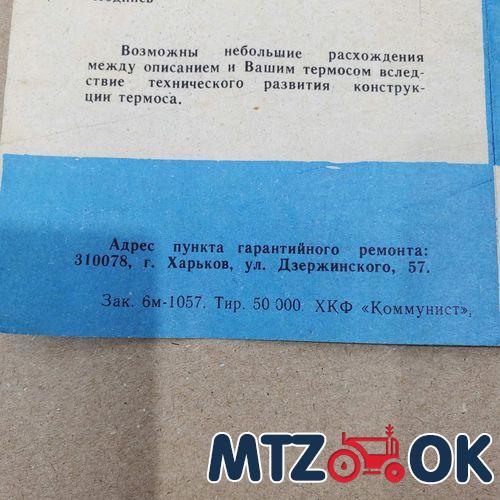 Подпись
Возможны небольшие расхождения
между описанием и Вашим термосом вслед-
ствие технического развития конструк-
ции термоса.
Адрес пункта гарантийного ремонта:
310078, г. Харьков, ул. Дзержинского, 57.
Зак. 6м-1057. Тир. 50 000. ХКФ «Коммунист».
MTZ OK